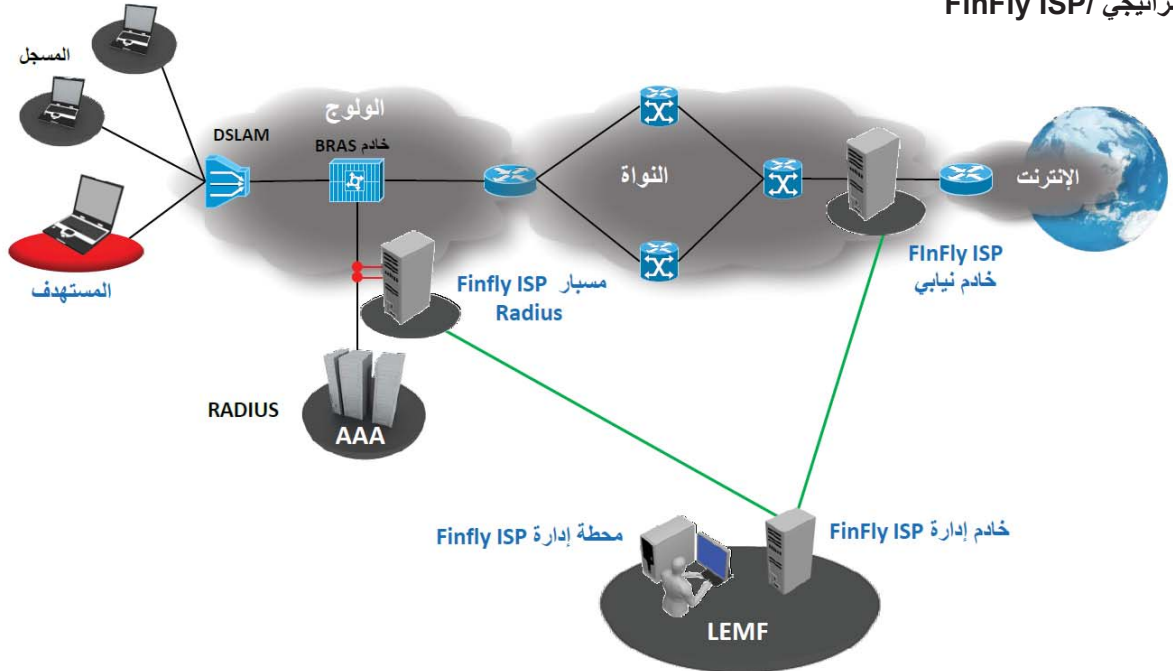 FinFly ISP/
المسجل
الولوج
DSLAM
خادم BRAS
النواة
الإنترنت
المستهدف
مسبار Finfly ISP
Radius
FInFly ISP
خادم نيابي
RADIUS
AAA
محطة إدارة Finfly ISP
خادم إدارة FinFly ISP
LEMF